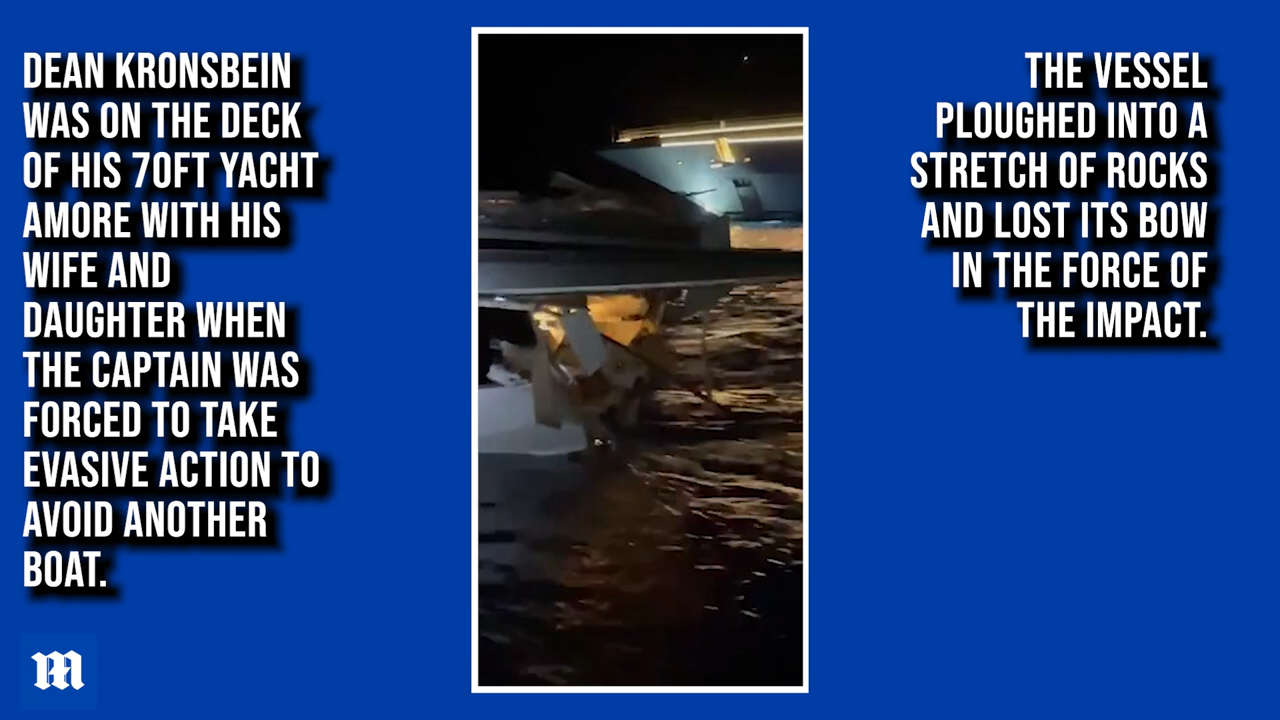 DEAN KRONSBEIN
WAS ON THE DECK
OF HIS 70FT YACHT
AMORE WITH HIS
WIFE AND
DAUGHTER WHEN
THE CAPTAIN WAS
FORCED TO TAKE
EVASIVE ACTION TO
AVOID ANOTHER
BOAT.
THE VESSEL
PLOUGHED INTO A
STRETCH OF ROCKS
AND LOST ITS BOW
IN THE FORCE OF
THE IMPACT.
M